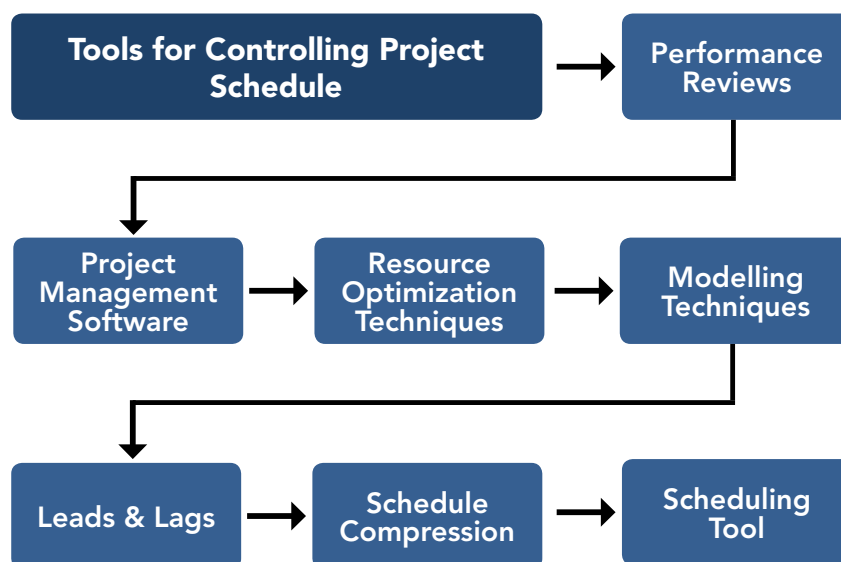 Tools for Controlling Project
Schedule
Performance
Reviews
Project
Management
Software
Resource
Optimization
Techniques
Modelling
Techniques
Leads & Lags
Schedule
Compression
Scheduling
Tool